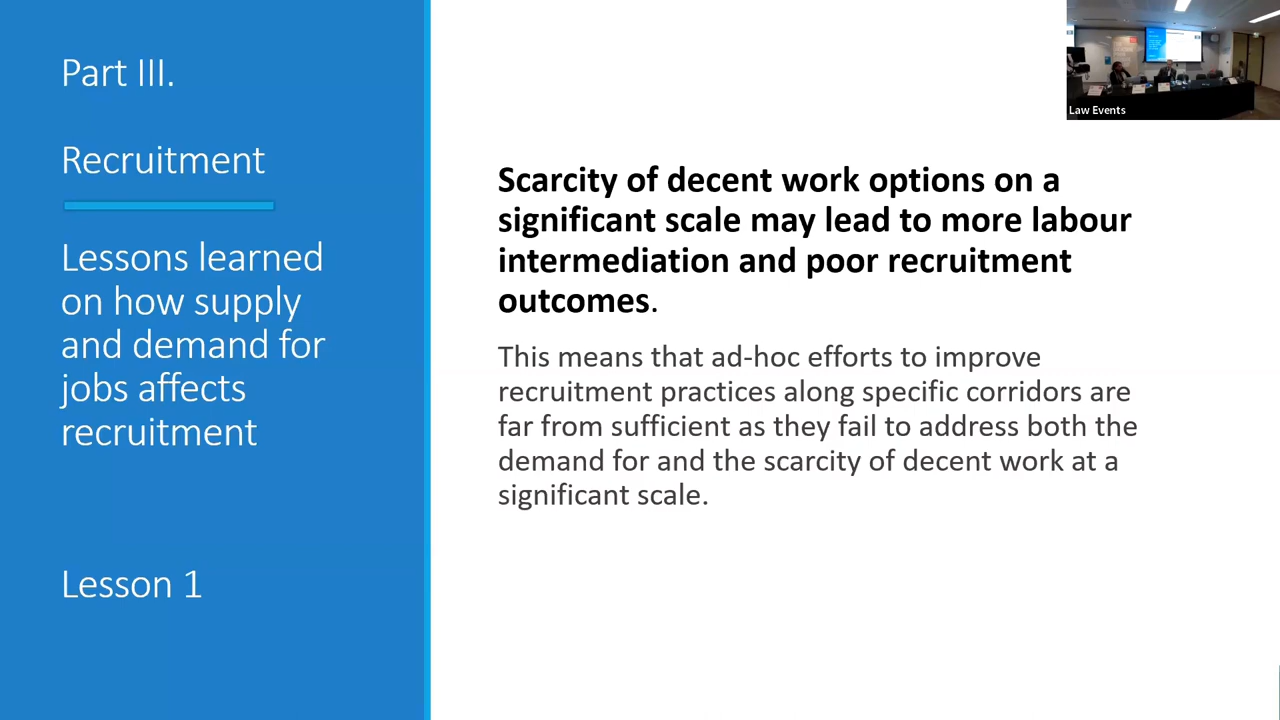 Part III.
Recruitment
Lessons learned
on how supply
and demand for
jobs affects
recruitment
Lesson 1
Scarcity of decent work options on a
significant scale may lead to more labour
intermediation and poor recruitment
outcomes.
This means that ad-hoc efforts to improve
recruitment practices along specific corridors are
far from sufficient as they fail to address both the
demand for and the scarcity of decent work at a
significant scale.
Law Events